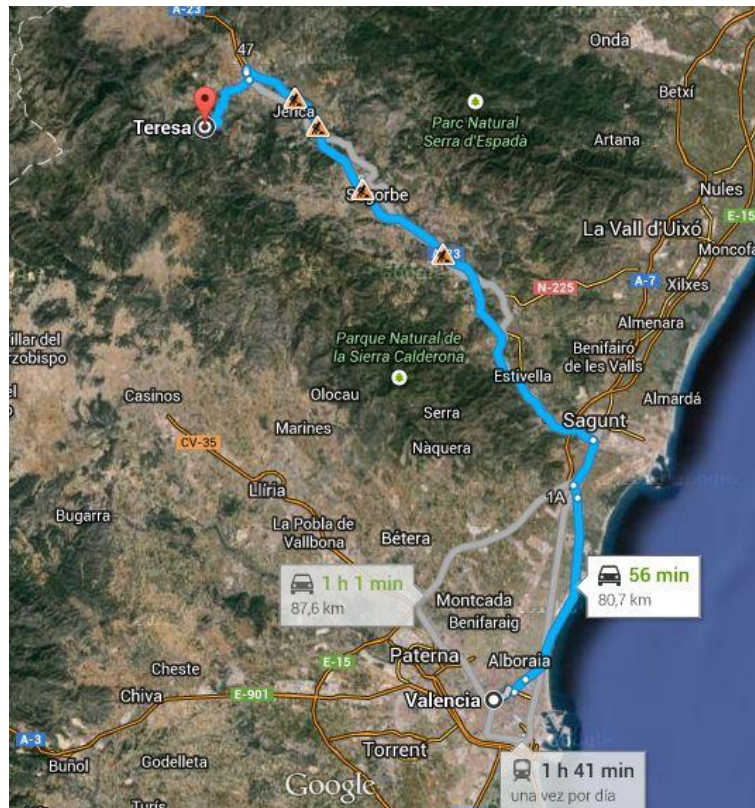 A-23
Onda
47
Betxí
Teresa
Jérica
Parc Natural
Serra d'Espadà
Artana
Nules
Segorbe
E-15
La Vall d'Uixó
Moncofa
A-23
N-225
A-7
Xilxes
Almenara
Parque Natural de
la Sierra Calderona
Benifairó
de les Valls
Estivella
Casinos
Olocau
Almardá
Serra
Sagunt
Marines
CV-35
Nàquera
Llíria
1A
Bugarra
La Pobla de
Vallbona
Bétera
1 h 1 min
87,6 km
56 min
80,7 km
Montcada
Benifaraig
E-15
Paterna
Alboraia
Cheste
Chiva
E-901
Valencia
A-3
Torrent
Buñol
Godelleta
1 h 41 min
una vez por día
Google
Turís